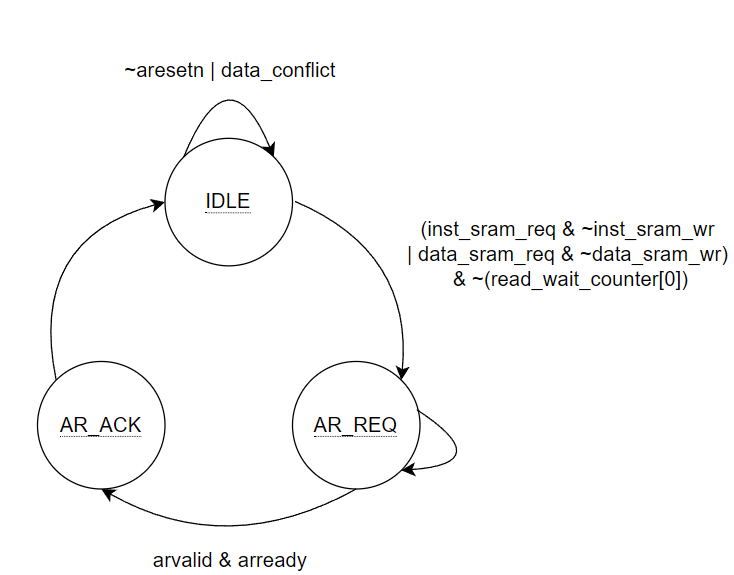 ~aresetn | data_conflict
IDLE
(inst_sram_req & ~inst_sram_wr
| data_sram_req & ~data_sram_wr)
& ~(read_wait_counter[0])
AR_ACK
AR_REQ
arvalid & arready